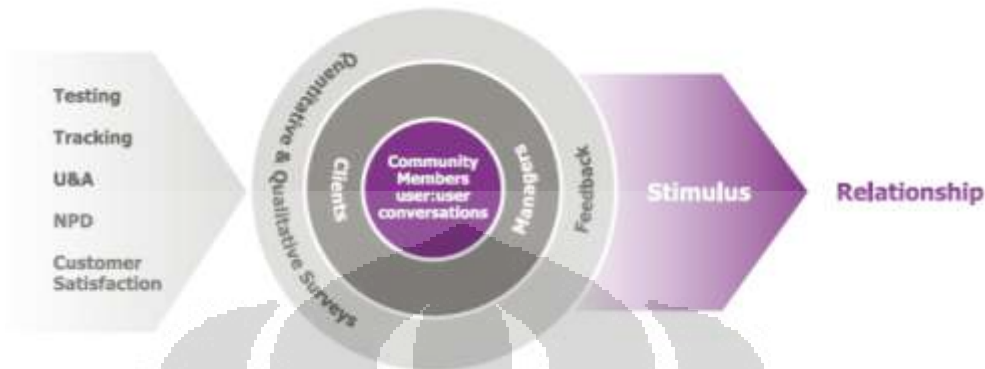 Testing
Tracking
U&A
NPD
Customer
Satisfaction
Quantitative & Qualitative Surveys
Clients
Community
Members
user:user
conversations
Managers
Feedback
Stimulus
Relationship